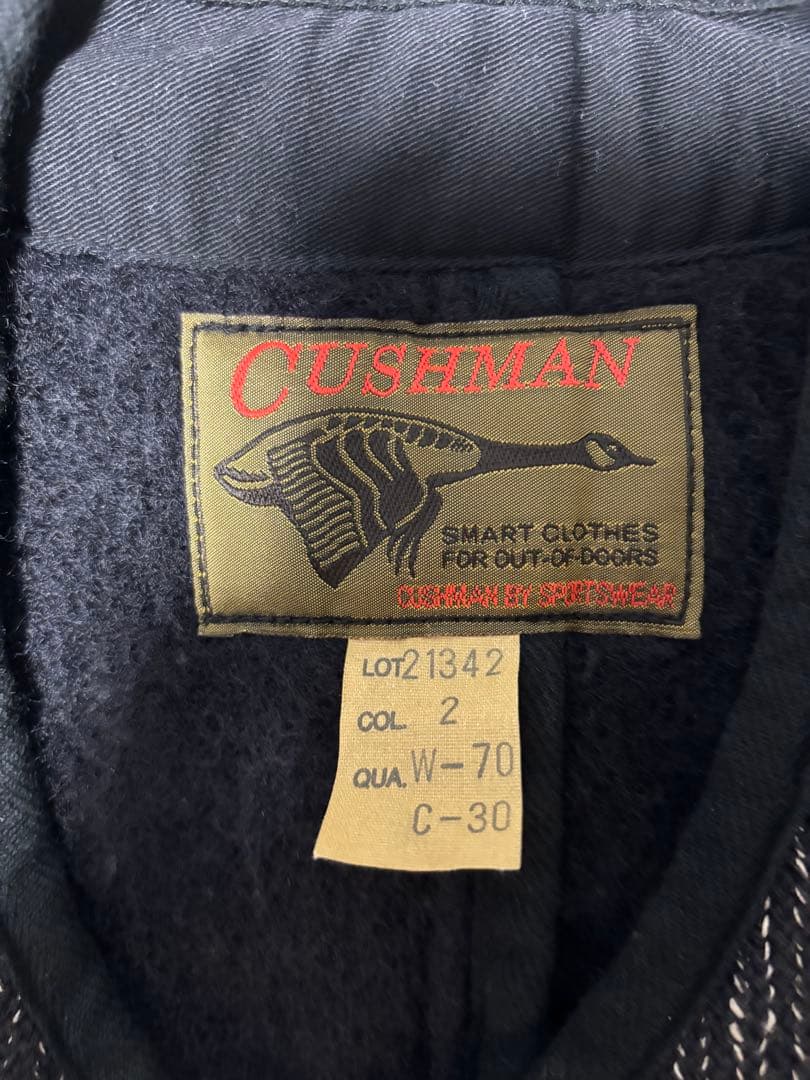 CUSHMAN
SMART CLOTHES
FOR OUT-OF-DOORS
CUSHMAN BY SPORTSWEAR
LOT 21342
COL. 2
QUA. W-70
C-30